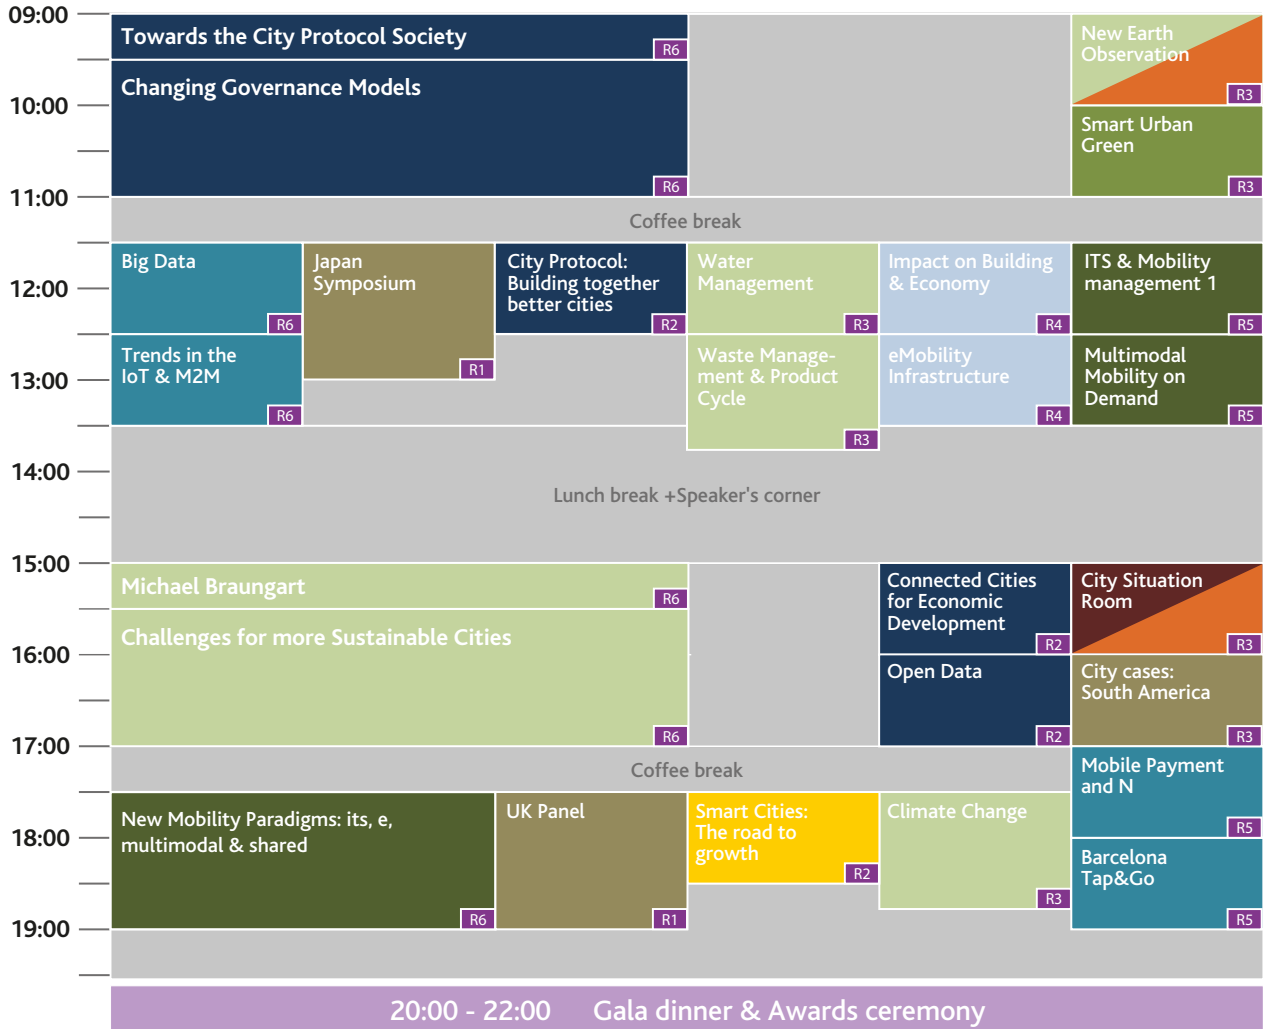 09:00
Towards the City Protocol Society
R6
New Earth
Observation
R3
Changing Governance Models
R6
10:00
Smart Urban
Green
R3
11:00
Coffee break
Big Data
R6
Japan
Symposium
R1
City Protocol:
Building together
better cities
R2
Water
Management
R3
Impact on Building
& Economy
R4
ITS & Mobility
management 1
R5
12:00
Trends in the
IoT & M2M
R6
Waste Manage-
ment & Product
Cycle
R3
eMobility
Infrastructure
R4
Multimodal
Mobility on
Demand
R5
13:00
14:00
Lunch break +Speaker's corner
15:00
Michael Braungart
R6
Connected Cities
for Economic
Development
R2
City Situation
Room
R3
Challenges for more Sustainable Cities
R6
16:00
Open Data
R2
City cases:
South America
R3
17:00
Coffee break
Mobile Payment
and N
R5
New Mobility Paradigms: its, e,
multimodal & shared
R6
UK Panel
R1
Smart Cities:
The road to
growth
R2
Climate Change
R3
18:00
Barcelona
Tap&Go
R5
19:00
20:00 - 22:00 Gala dinner & Awards ceremony